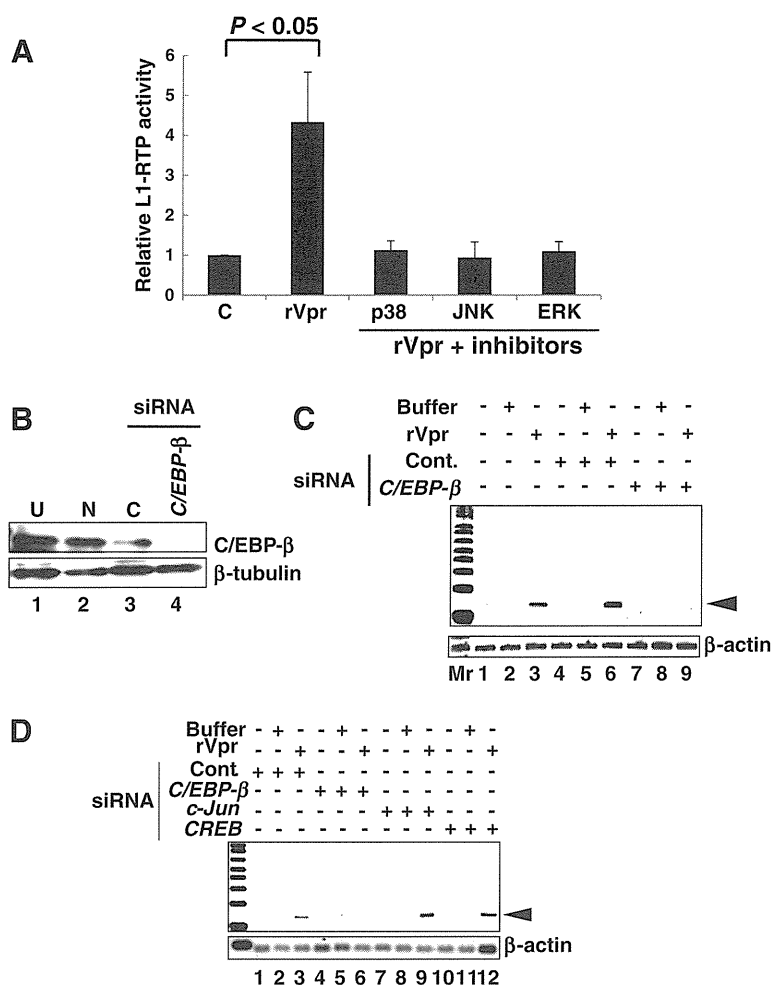 A
P < 0.05
Relative L1-RTP activity
6
5
4
3
2
1
0
C rVpr p38 JNK ERK
rVpr + inhibitors
B
siRNA
U N C C/EBP-β
C/EBP-β
β-tubulin
1 2 3 4
C
Buffer - + - - + - - + -
rVpr - - + - - + - - +
siRNA
Cont. - - - + + + - - -
C/EBP-β - - - - - - + + +
β-actin
Mr 1 2 3 4 5 6 7 8 9
D
Buffer - + - - + - - + - - + -
rVpr - - + - - + - - + - - +
siRNA
Cont. + + + - - - - - - - - -
C/EBP-β - - - + + + - - - - - -
c-Jun - - - - - - + + + - - -
CREB - - - - - - - - - + + +
β-actin
1 2 3 4 5 6 7 8 9 10 11 12